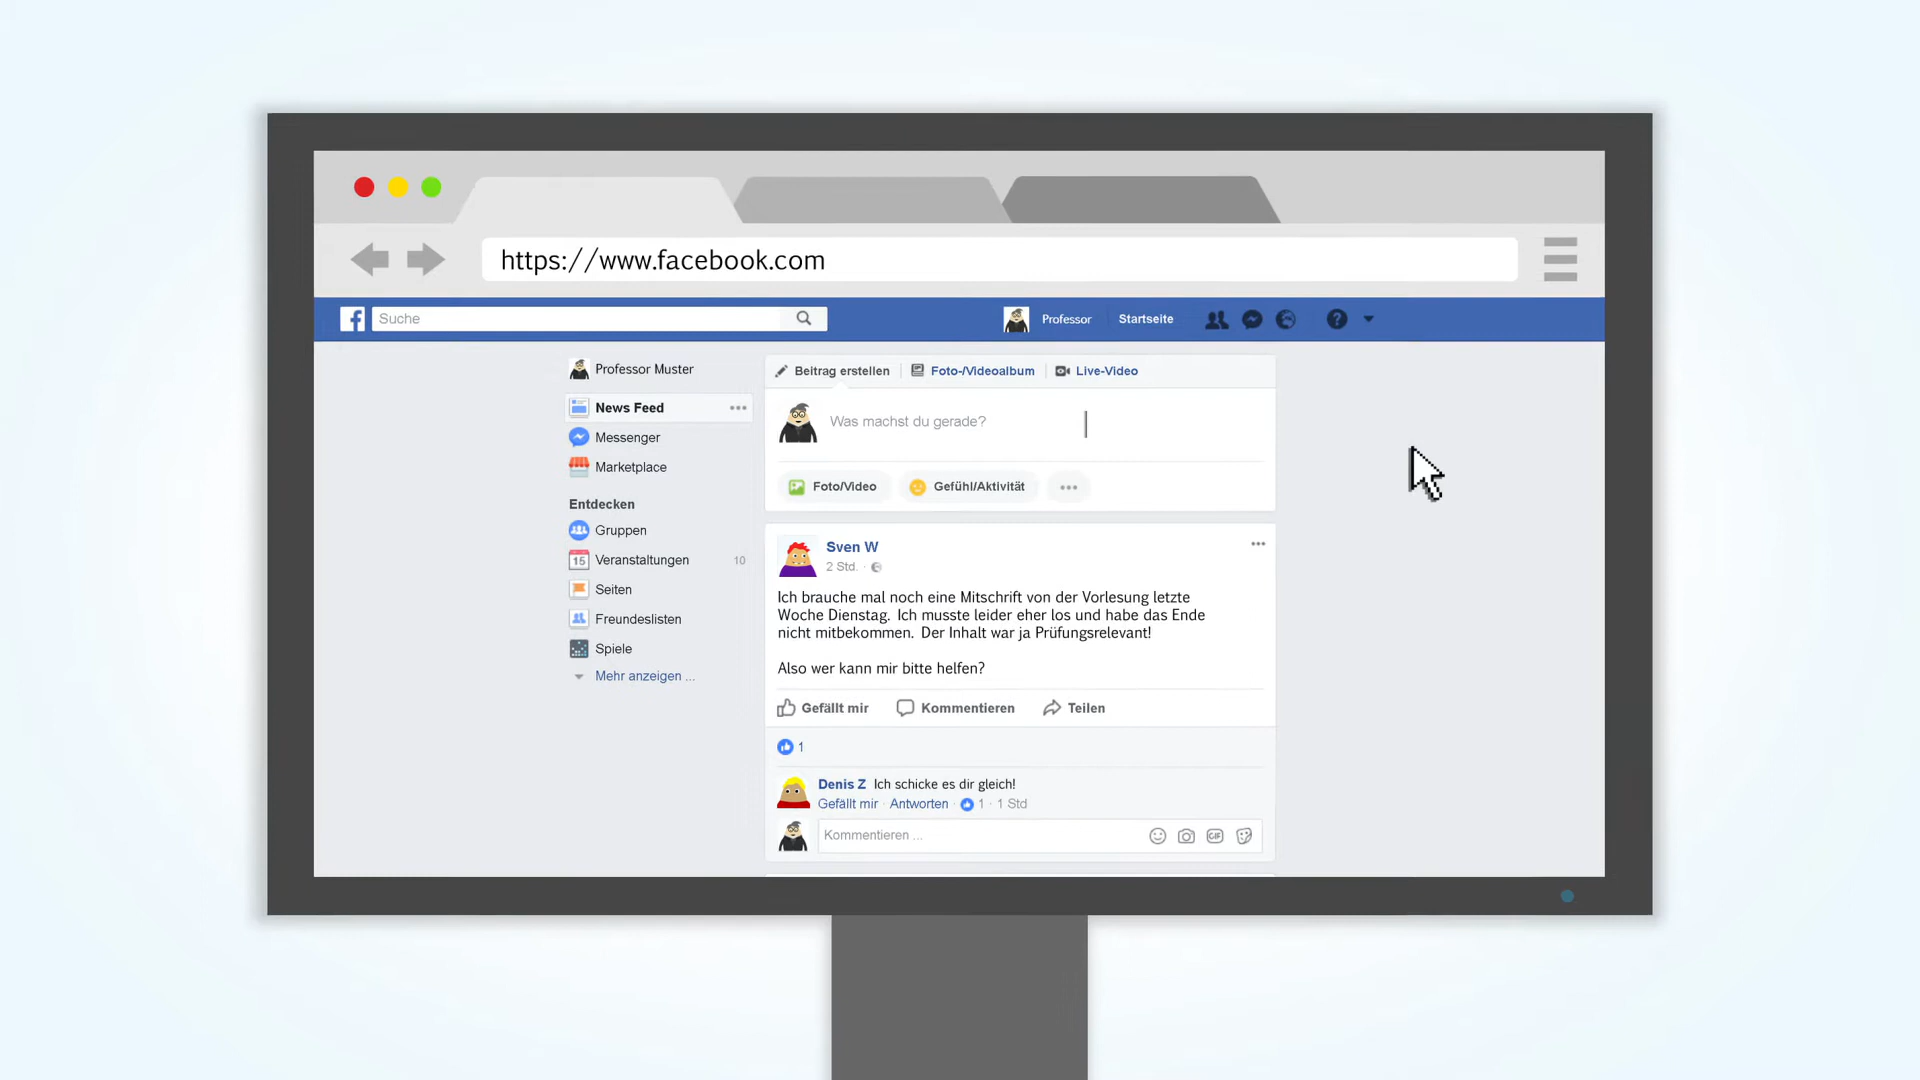 https://www.facebook.com
Suche
Professor
Startseite
Professor Muster
News Feed
Messenger
Marketplace
Entdecken
Gruppen
15 Veranstaltungen 10
Seiten
Freundeslisten
Spiele
Mehr anzeigen ...
Beitrag erstellen
Foto-/Videoalbum
Live-Video
Was machst du gerade?
Foto/Video
Gefühl/Aktivität
Sven W
2 Std.
Ich brauche mal noch eine Mitschrift von der Vorlesung letzte
Woche Dienstag. Ich musste leider eher los und habe das Ende
nicht mitbekommen. Der Inhalt war ja Prüfungsrelevant!
Also wer kann mir bitte helfen?
Gefällt mir
Kommentieren
Teilen
1
Denis Z Ich schicke es dir gleich!
Gefällt mir · Antworten · 1 · 1 Std
Kommentieren ...
GIF